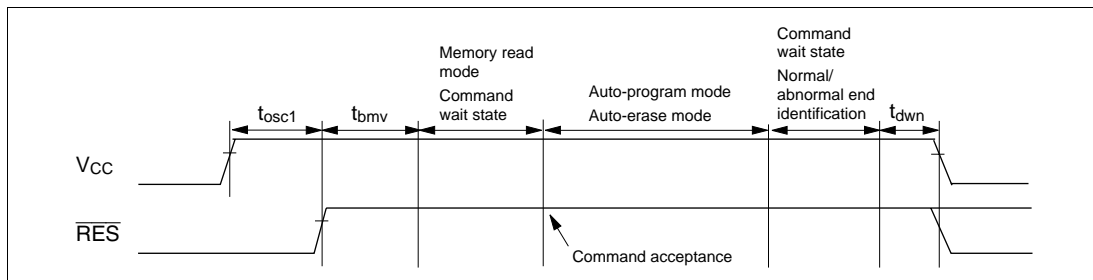 Memory read
mode
Command
wait state
Auto-program mode
Auto-erase mode
Command
wait state
Normal/
abnormal end
identification
tosc1
tbmv
tdwn
VCC
RES
Command acceptance